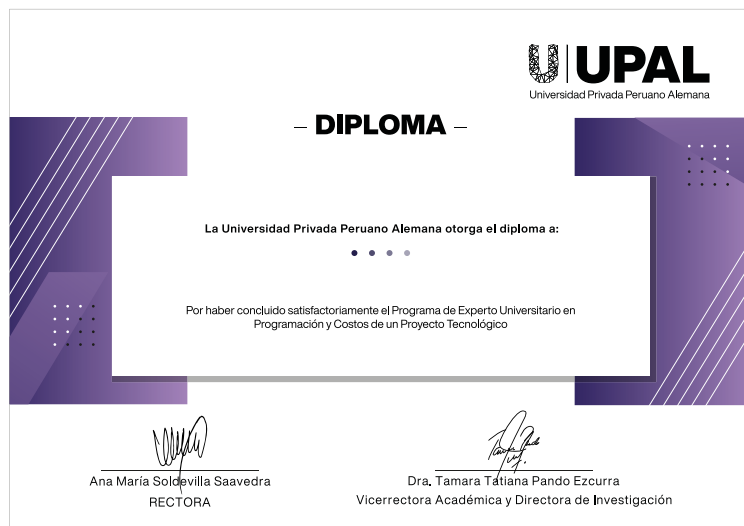 UPAL
Universidad Privada Peruano Alemana
– DIPLOMA –
La Universidad Privada Peruano Alemana otorga el diploma a:
Por haber concluido satisfactoriamente el Programa de Experto Universitario en
Programación y Costos de un Proyecto Tecnológico
Ana María Soldevilla Saavedra
RECTORA
Dra. Tamara Tatiana Pando Ezcurra
Vicerrectora Académica y Directora de Investigación